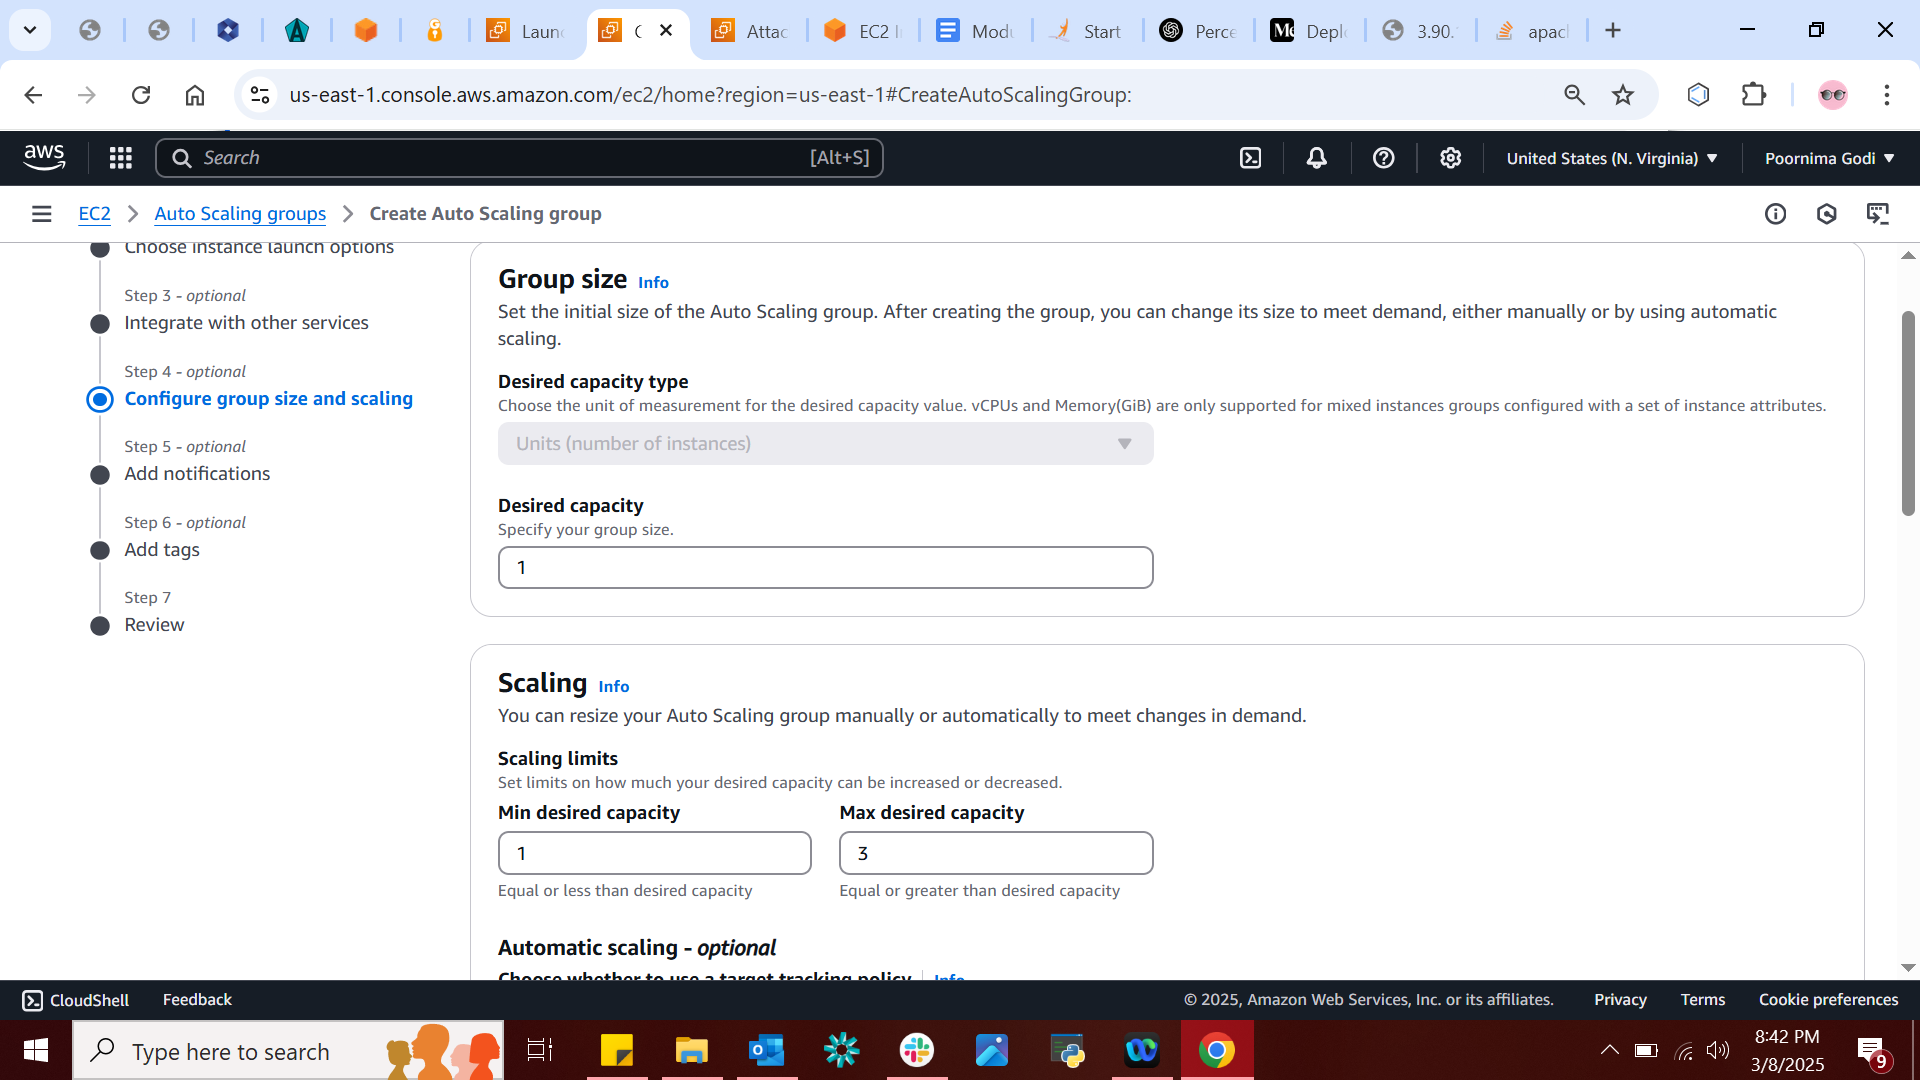 Laun
C
Attac
EC2 I
Modu
Start
Perce
Me
Depl
3.90.
apac
us-east-1.console.aws.amazon.com/ec2/home?region=us-east-1#CreateAutoScalingGroup:
aws
Search
[Alt+S]
United States (N. Virginia)
Poornima Godi
EC2
Auto Scaling groups
Create Auto Scaling group
Choose instance launch options
Step 3 - optional
Integrate with other services
Step 4 - optional
Configure group size and scaling
Step 5 - optional
Add notifications
Step 6 - optional
Add tags
Step 7
Review
Group size Info
Set the initial size of the Auto Scaling group. After creating the group, you can change its size to meet demand, either manually or by using automatic
scaling.
Desired capacity type
Choose the unit of measurement for the desired capacity value. vCPUs and Memory(GiB) are only supported for mixed instances groups configured with a set of instance attributes.
Units (number of instances)
Desired capacity
Specify your group size.
1
Scaling Info
You can resize your Auto Scaling group manually or automatically to meet changes in demand.
Scaling limits
Set limits on how much your desired capacity can be increased or decreased.
Min desired capacity
Max desired capacity
1
3
Equal or less than desired capacity
Equal or greater than desired capacity
Automatic scaling - optional
Choose whether to use a target tracking policy Info
CloudShell
Feedback
© 2025, Amazon Web Services, Inc. or its affiliates.
Privacy
Terms
Cookie preferences
Type here to search
8:42 PM
3/8/2025
9